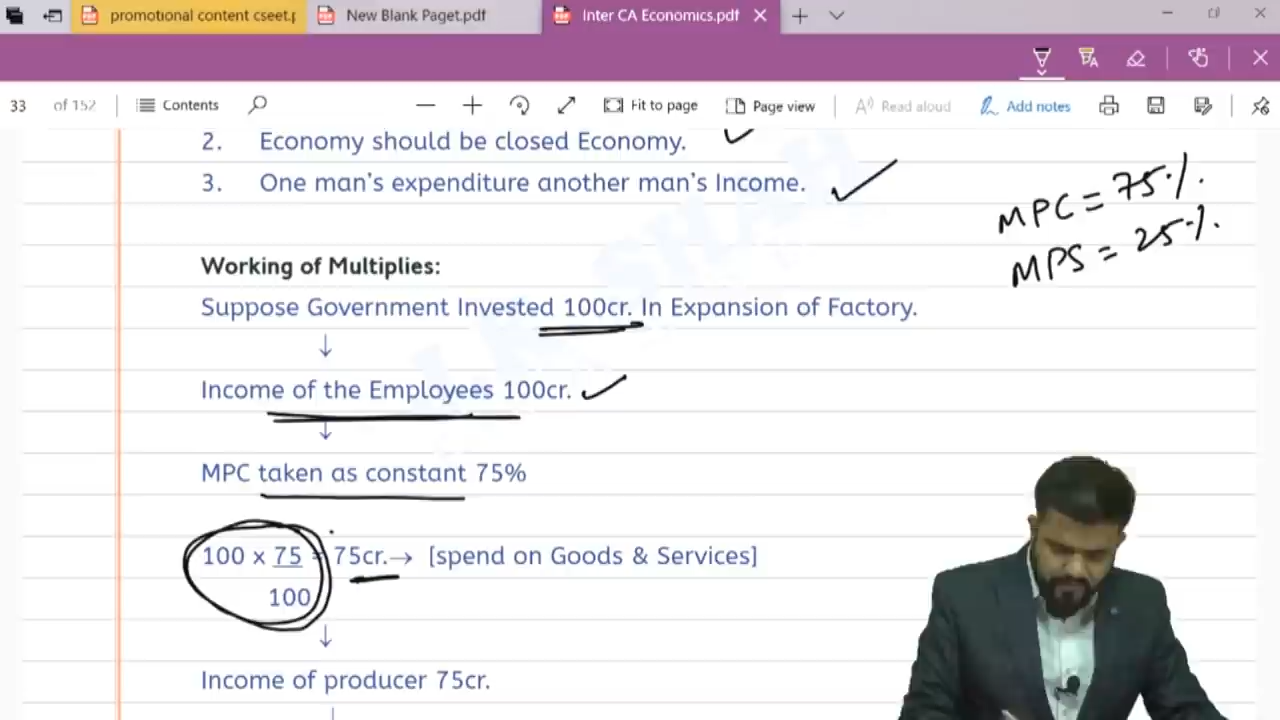 promotional content cseet.p
New Blank Paget.pdf
Inter CA Economics.pdf
33 of 152
Contents
Fit to page
Page view
Read aloud
Add notes
2. Economy should be closed Economy.
3. One man's expenditure another man's Income.
MPC = 75%.
MPS = 25%.
Working of Multiplies:
Suppose Government Invested 100cr. In Expansion of Factory.
↓
Income of the Employees 100cr.
↓
MPC taken as constant 75%
100 × 75 = 75cr.→ [spend on Goods & Services]
100
↓
Income of producer 75cr.